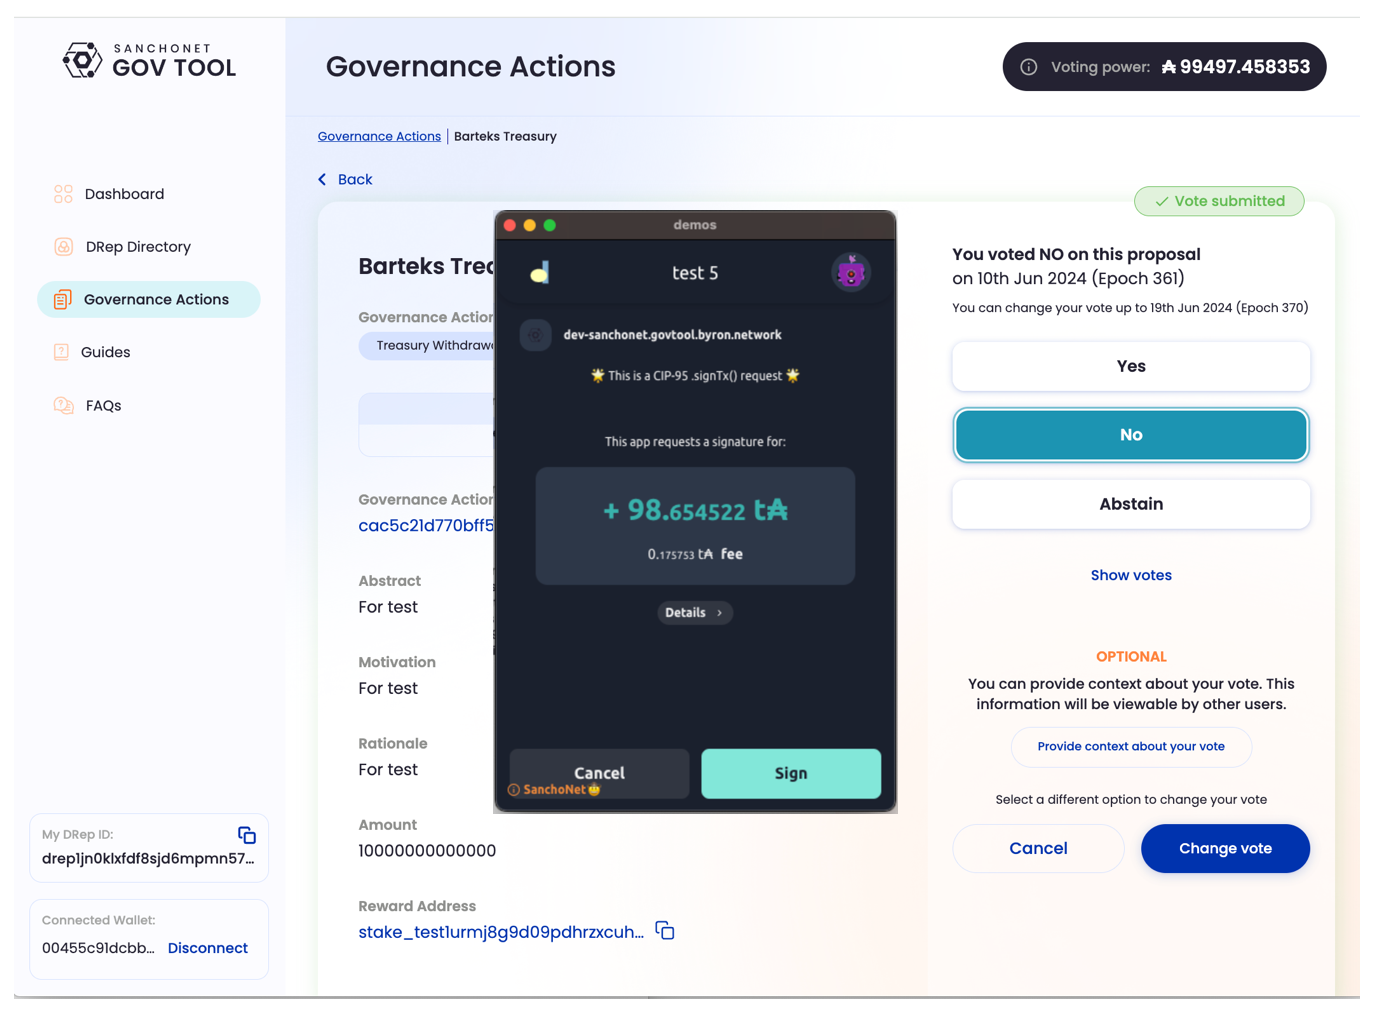 SANCHONET
GOV TOOL
Dashboard
DRep Directory
Governance Actions
Guides
FAQs
My DRep ID:
drep1jn0klxfdf8sjd6mpmn57...
Connected Wallet:
00455c91dcbb...
Disconnect
Governance Actions
Voting power: ₳ 99497.458353
Governance Actions | Barteks Treasury
Back
Barteks Trea
Governance Action
Treasury Withdrawa
Governance Action
cac5c21d770bff5
Abstract
For test
Motivation
For test
Rationale
For test
Amount
10000000000000
Reward Address
stake_test1urmj8g9d09pdhrzxcuh...
demos
test 5
dev-sanchonet.govtool.byron.network
🌟 This is a CIP-95 .signTx() request 🌟
This app requests a signature for:
+ 98.654522 t₳
0.175753 t₳ fee
Details
Cancel
Sign
SanchoNet
Vote submitted
You voted NO on this proposal
on 10th Jun 2024 (Epoch 361)
You can change your vote up to 19th Jun 2024 (Epoch 370)
Yes
No
Abstain
Show votes
OPTIONAL
You can provide context about your vote. This
information will be viewable by other users.
Provide context about your vote
Select a different option to change your vote
Cancel
Change vote